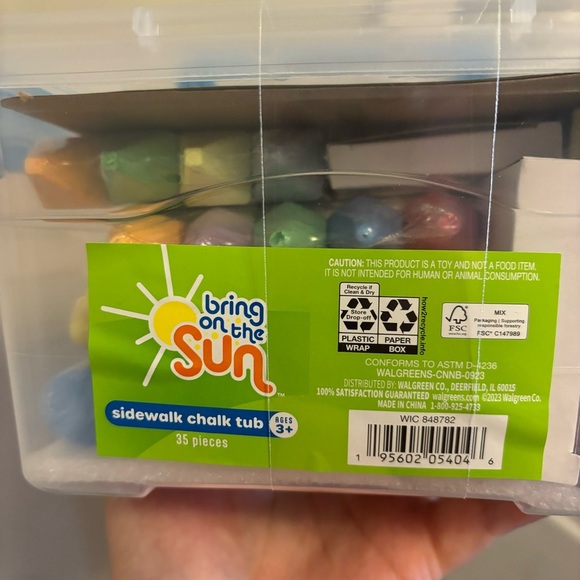 bring
on the
sun™
sidewalk chalk tub
AGES
3+
35 pieces
CAUTION: THIS PRODUCT IS A TOY AND NOT A FOOD ITEM.
IT IS NOT INTENDED FOR HUMAN OR ANIMAL CONSUMPTION.
Recycle if
Clean & Dry
Store
Drop-off
PLASTIC
WRAP
PAPER
BOX
how2recycle.info
FSC
MIX
Packaging | Supporting
responsible forestry
FSC® C147989
CONFORMS TO ASTM D-4236
WALGREENS-CNNB-0923
DISTRIBUTED BY: WALGREEN CO., DEERFIELD, IL 60015
100% SATISFACTION GUARANTEED walgreens.com ©2023 Walgreen Co.
MADE IN CHINA 1-800-925-4733
WIC 848782
1 95602 05404 6